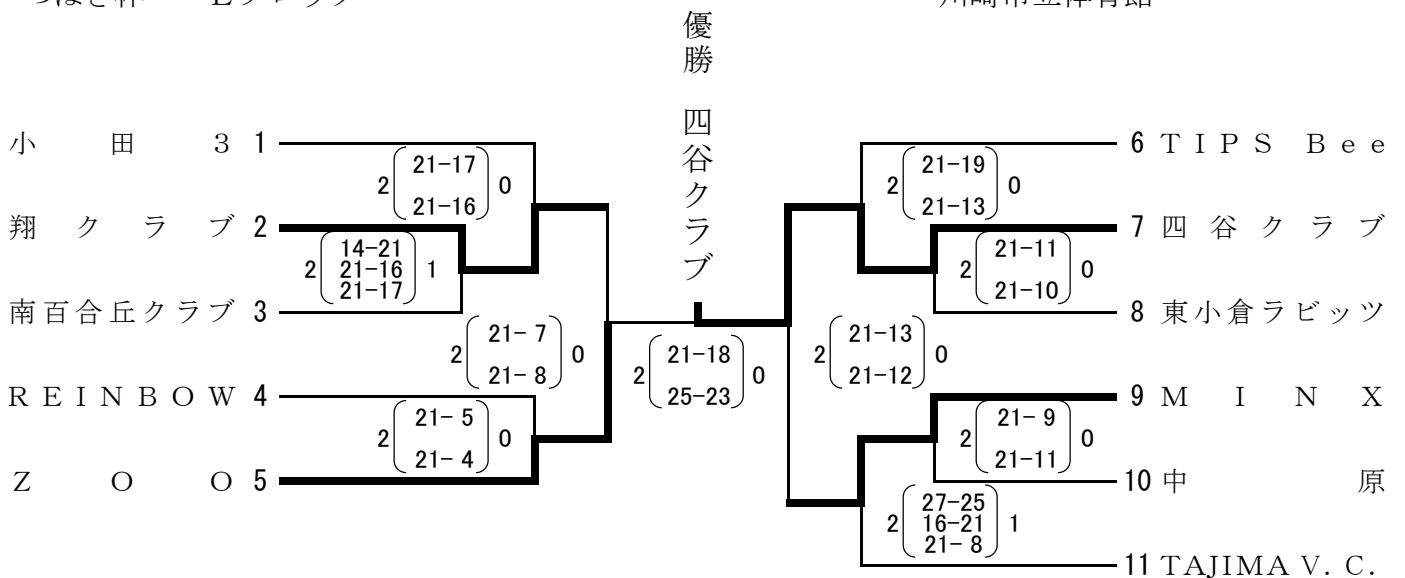 優勝 四谷クラブ
小田3 1
21-17
2 0
21-16
翔クラブ 2
14-21
2 21-16 1
21-17
南百合丘クラブ 3
21- 7
2 0
21- 8
REINBOW 4
21- 5
2 0
21- 4
ZOO 5
21-18
2 0
25-23
6 TIPS Bee
21-19
2 0
21-13
7 四谷クラブ
21-11
2 0
21-10
8 東小倉ラビッツ
21-13
2 0
21-12
9 MINX
21- 9
2 0
21-11
10 中原
27-25
2 16-21 1
21- 8
11 TAJIMA V. C.